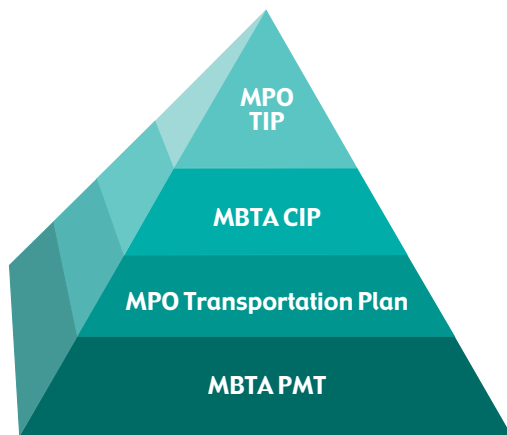 MPO
TIP
MBTA CIP
MPO Transportation Plan
MBTA PMT